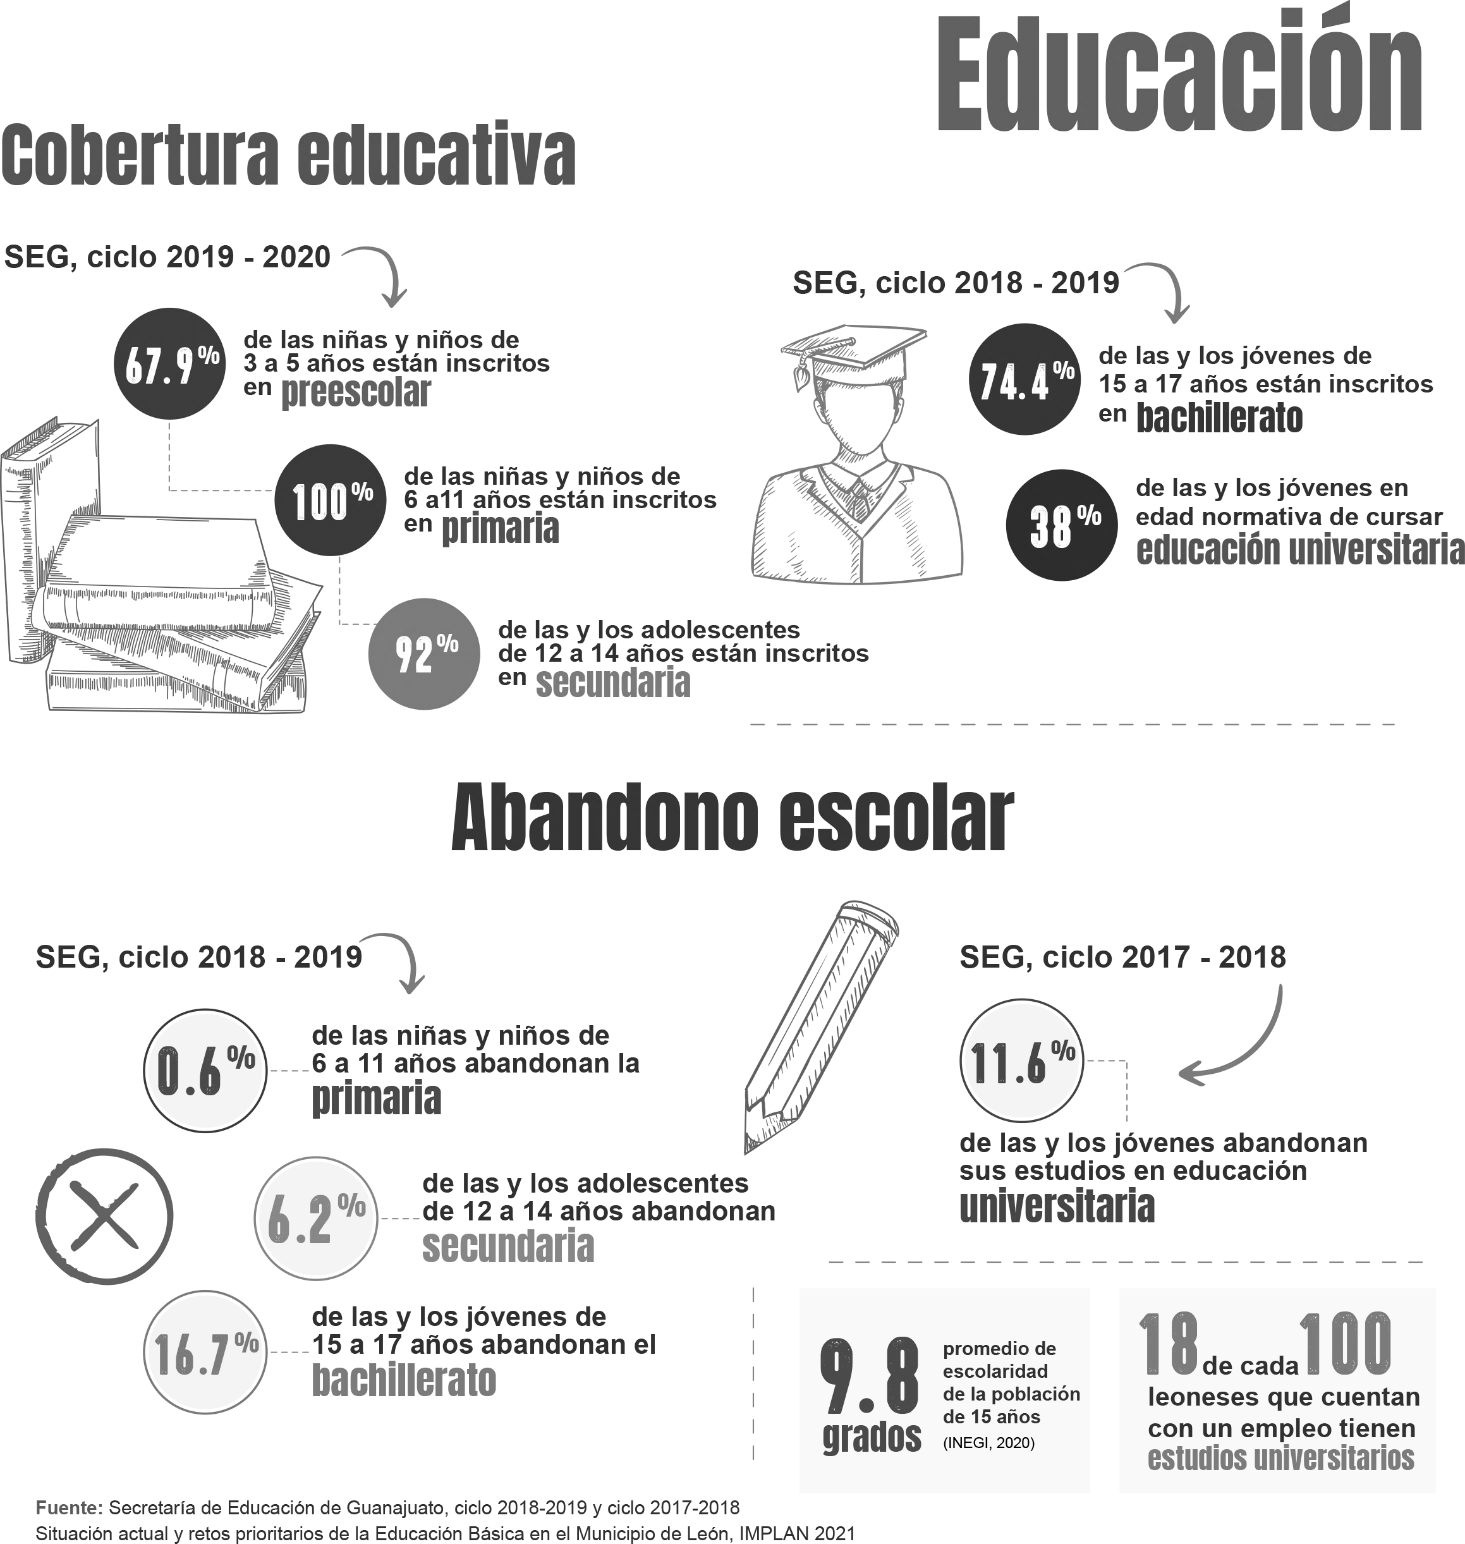 Educación
Cobertura educativa
SEG, ciclo 2019 - 2020
67.9%
de las niñas y niños de
3 a 5 años están inscritos
en preescolar
100%
de las niñas y niños de
6 a11 años están inscritos
en primaria
92%
de las y los adolescentes
de 12 a 14 años están inscritos
en secundaria
SEG, ciclo 2018 - 2019
74.4%
de las y los jóvenes de
15 a 17 años están inscritos
en bachillerato
38%
de las y los jóvenes en
edad normativa de cursar
educación universitaria
Abandono escolar
SEG, ciclo 2018 - 2019
0.6%
de las niñas y niños de
6 a 11 años abandonan la
primaria
6.2%
de las y los adolescentes
de 12 a 14 años abandonan
secundaria
16.7%
de las y los jóvenes de
15 a 17 años abandonan el
bachillerato
SEG, ciclo 2017 - 2018
11.6%
de las y los jóvenes abandonan
sus estudios en educación
universitaria
9.8
grados
promedio de
escolaridad
de la población
de 15 años
(INEGI, 2020)
18 de cada 100
leoneses que cuentan
con un empleo tienen
estudios universitarios
Fuente: Secretaría de Educación de Guanajuato, ciclo 2018-2019 y ciclo 2017-2018
Situación actual y retos prioritarios de la Educación Básica en el Municipio de León, IMPLAN 2021